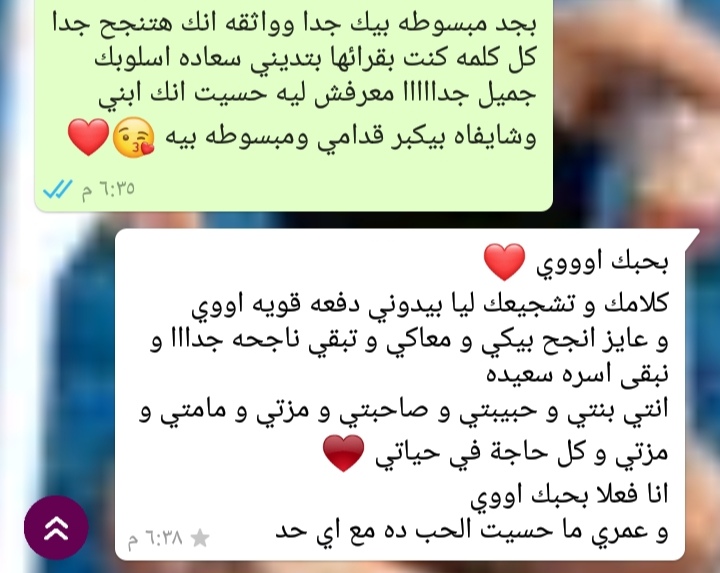 بجد مبسوطه بيك جدا وواثقه انك هتنجح جدا
كل كلمه كنت بقرائها بتديني سعاده اسلوبك
جميل جدااااا معرفش ليه حسيت انك ابني
وشايفاه بيكبر قدامي ومبسوطه بيه 😘❤️
٦:٣٥ م
بحبك اوووي ❤️
كلامك و تشجيعك ليا بيدوني دفعه قويه اووي
و عايز انجح بيكي و معاكي و تبقي ناجحه جدااا و
نبقى اسره سعيده
انتي بنتي و حبيبتي و صاحبتي و مزتي و مامتي و
مزتي و كل حاجة في حياتي ❤️
انا فعلا بحبك اووي
و عمري ما حسيت الحب ده مع اي حد
٦:٣٨ م